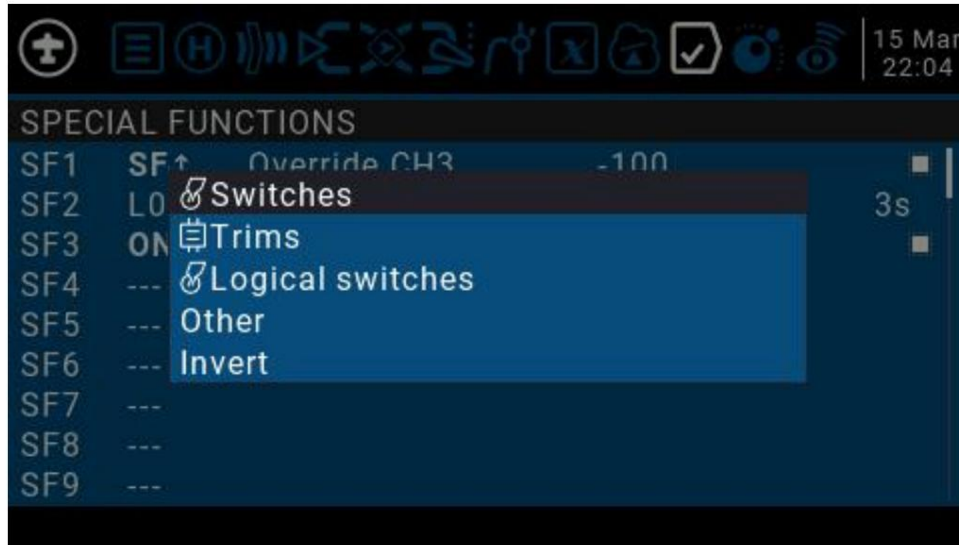 15 Mar
22:04
SPECIAL FUNCTIONS
SF1 SF↑ Override CH3 -100
SF2 L0 3s
SF3 ON
SF4 ---
SF5 ---
SF6 ---
SF7 ---
SF8 ---
SF9 ---
Switches
Trims
Logical switches
Other
Invert